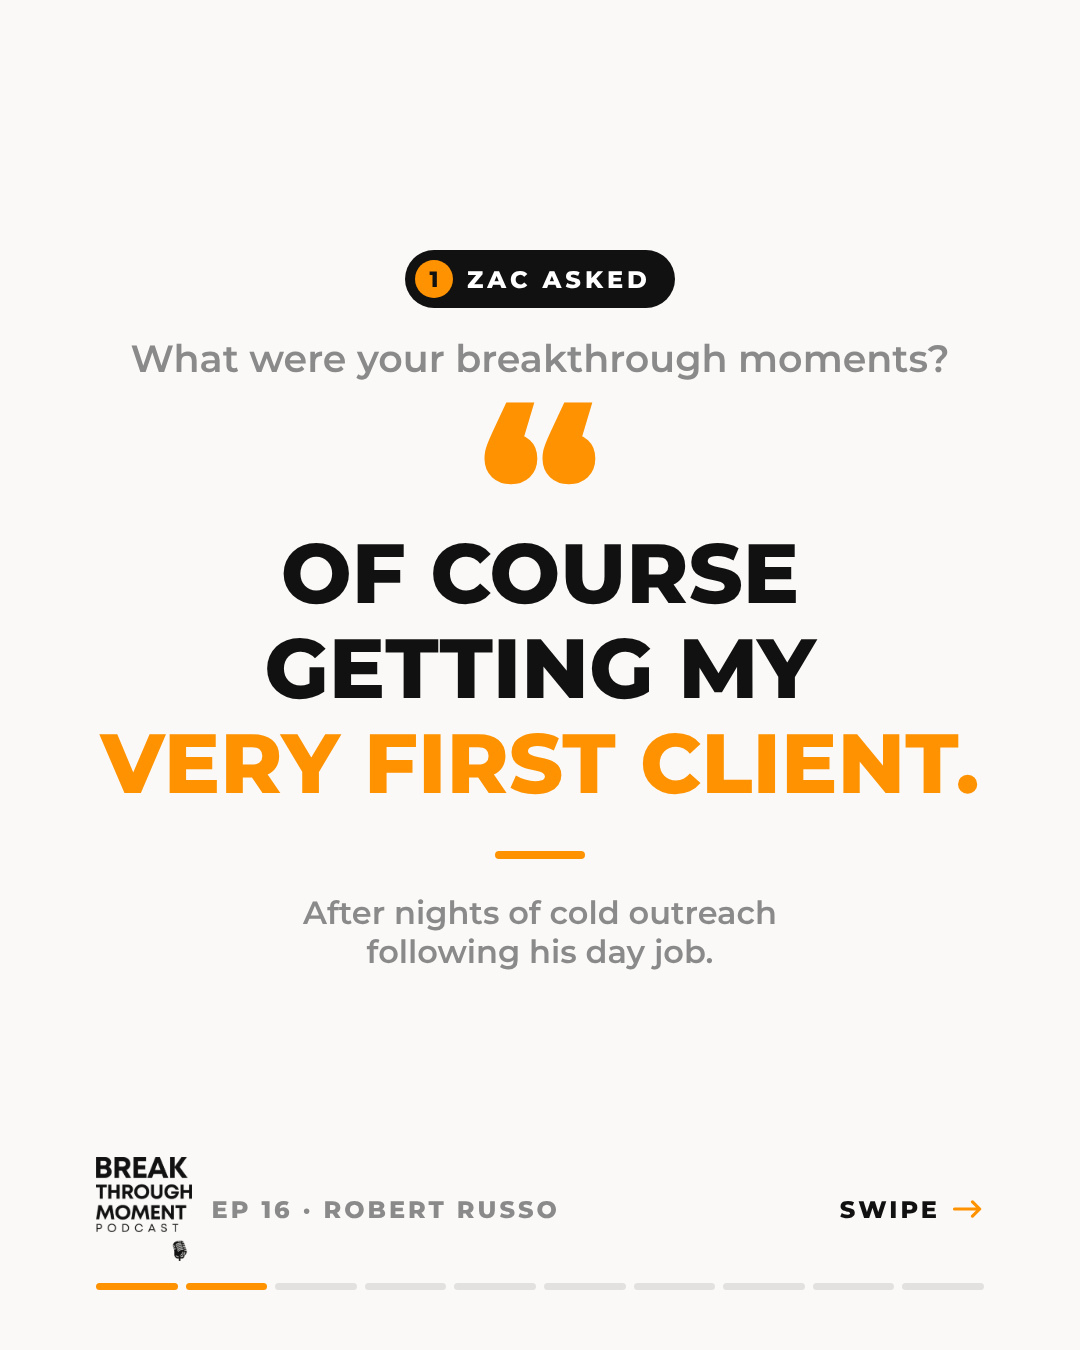 1 ZAC ASKED
What were your breakthrough moments?
“
OF COURSE
GETTING MY
VERY FIRST CLIENT.
After nights of cold outreach
following his day job.
BREAK
THROUGH
MOMENT
PODCAST
EP 16 · ROBERT RUSSO
SWIPE →